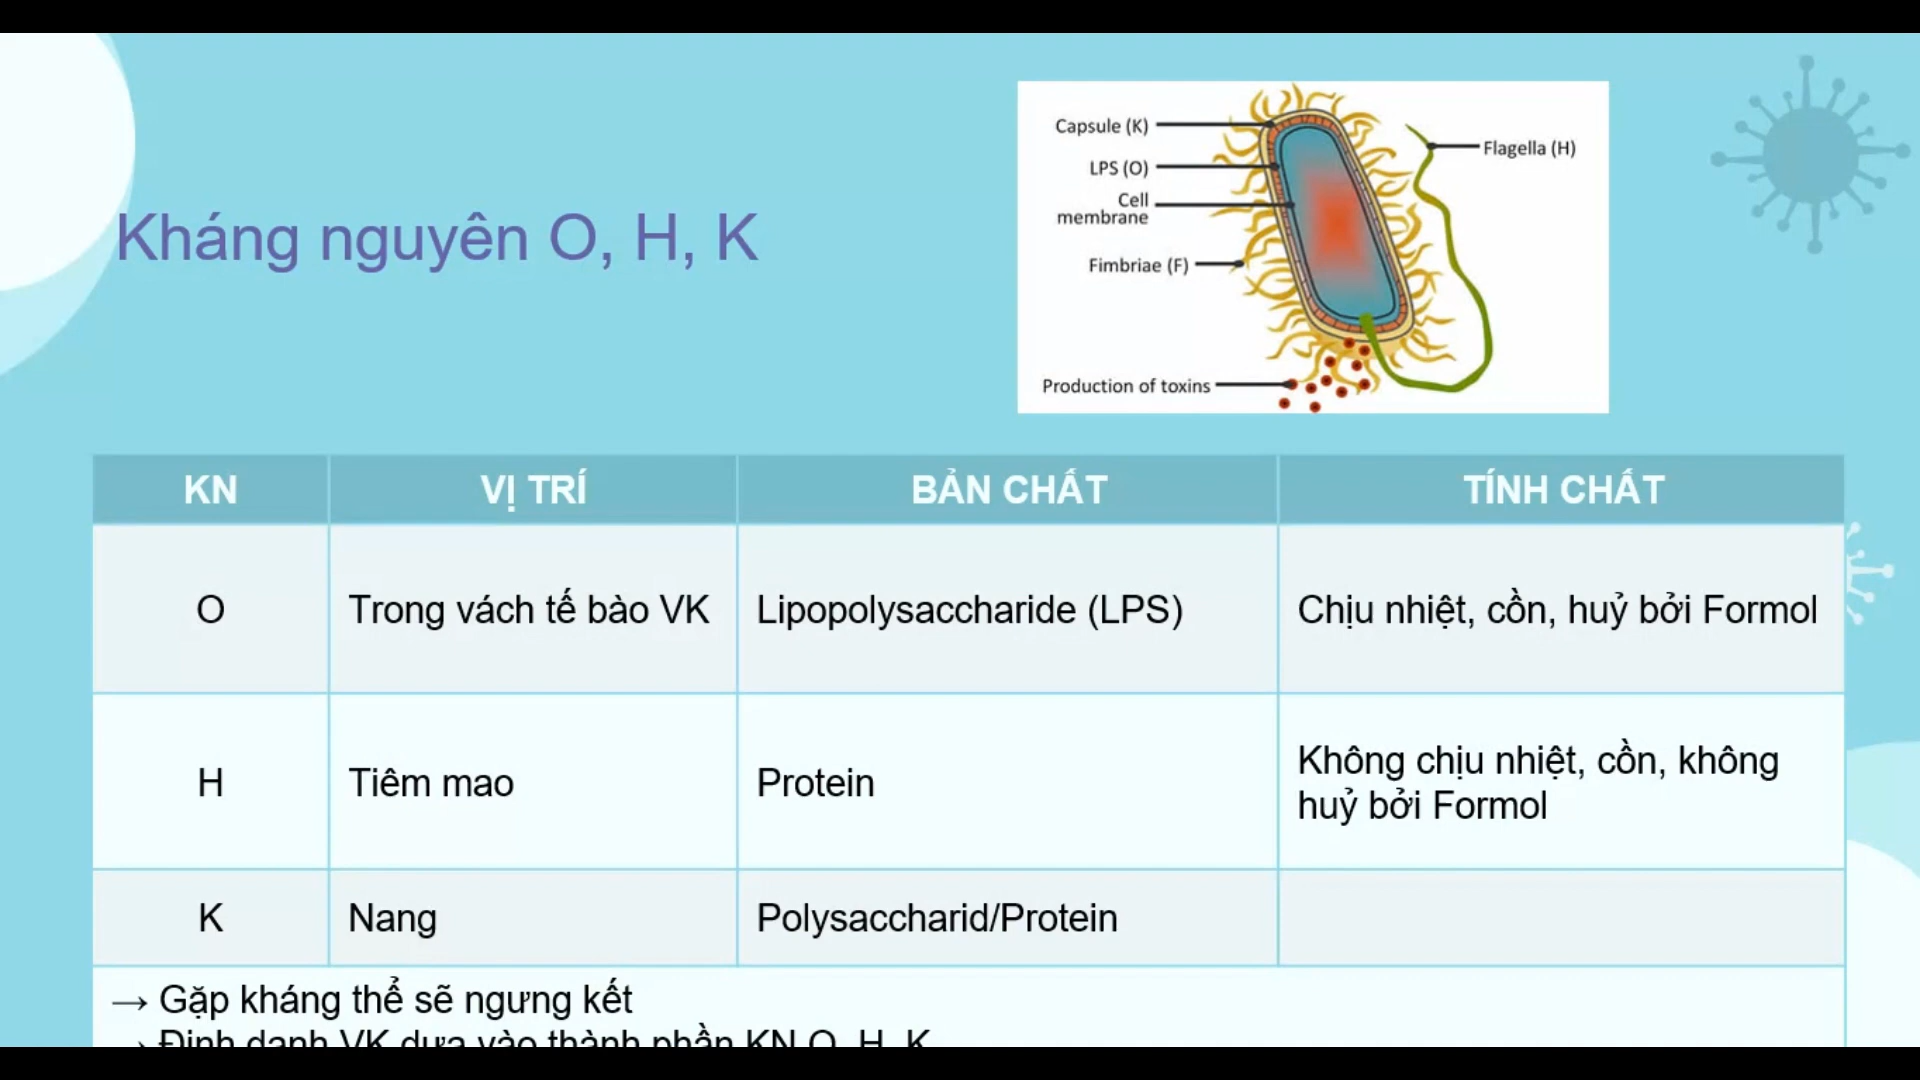 Capsule (K)
LPS (O)
Cell
membrane
Fimbriae (F)
Production of toxins
Flagella (H)
Kháng nguyên O, H, K
KN VỊ TRÍ BẢN CHẤT TÍNH CHẤT
O Trong vách tế bào VK Lipopolysaccharide (LPS) Chịu nhiệt, cồn, huỷ bởi Formol
H Tiêm mao Protein Không chịu nhiệt, cồn, không
huỷ bởi Formol
K Nang Polysaccharid/Protein
→ Gặp kháng thể sẽ ngưng kết
→ Định danh VK dựa vào thành phần KN O, H, K